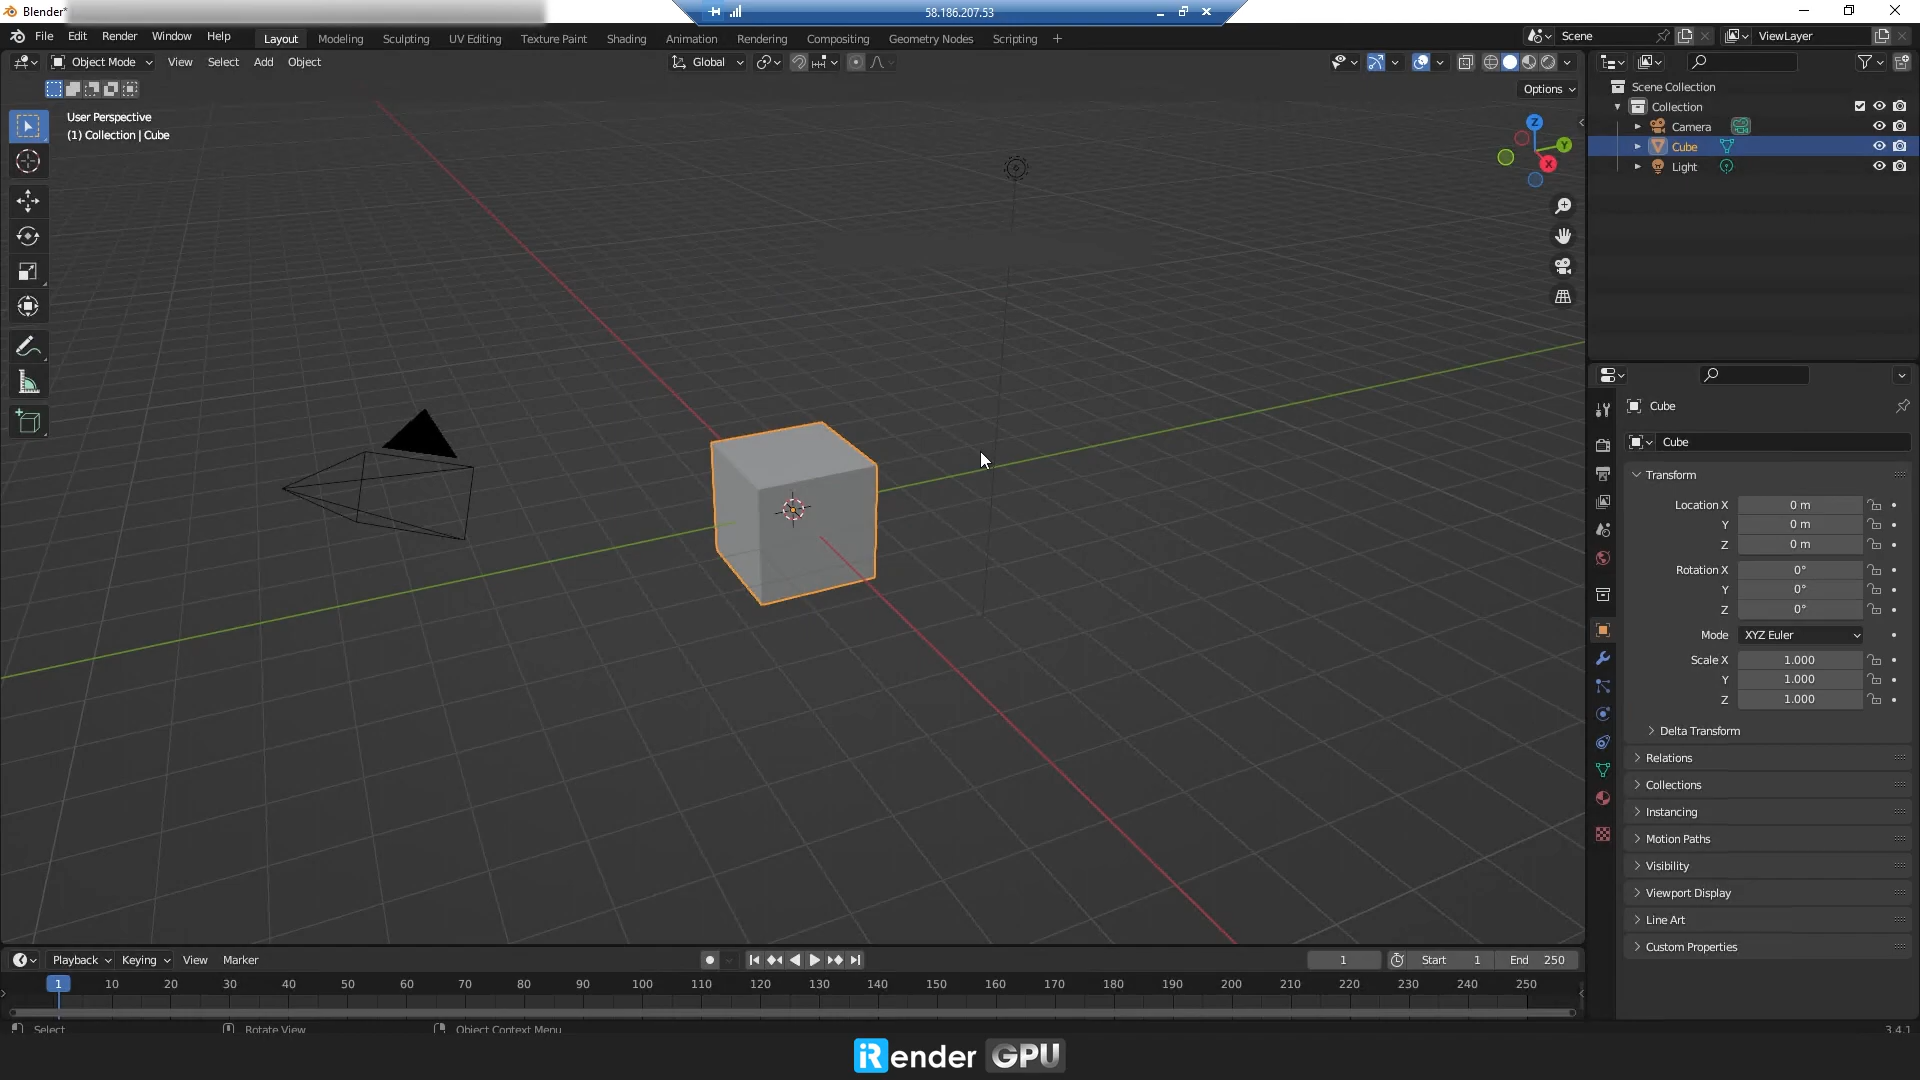 Blender*
58.186.207.53
File Edit Render Window Help Layout Modeling Sculpting UV Editing Texture Paint Shading Animation Rendering Compositing Geometry Nodes Scripting + Scene ViewLayer
Object Mode View Select Add Object Global
Options
User Perspective
(1) Collection | Cube
Z
Y
X
Scene Collection
Collection
Camera
Cube
Light
Cube
Cube
Transform
Location X 0 m
Y 0 m
Z 0 m
Rotation X 0°
Y 0°
Z 0°
Mode XYZ Euler
Scale X 1.000
Y 1.000
Z 1.000
Delta Transform
Relations
Collections
Instancing
Motion Paths
Visibility
Viewport Display
Line Art
Custom Properties
Playback Keying View Marker 1 Start 1 End 250
1 10 20 30 40 50 60 70 80 90 100 110 120 130 140 150 160 170 180 190 200 210 220 230 240 250
Select Rotate View Object Context Menu 3.4.1
iRender GPU